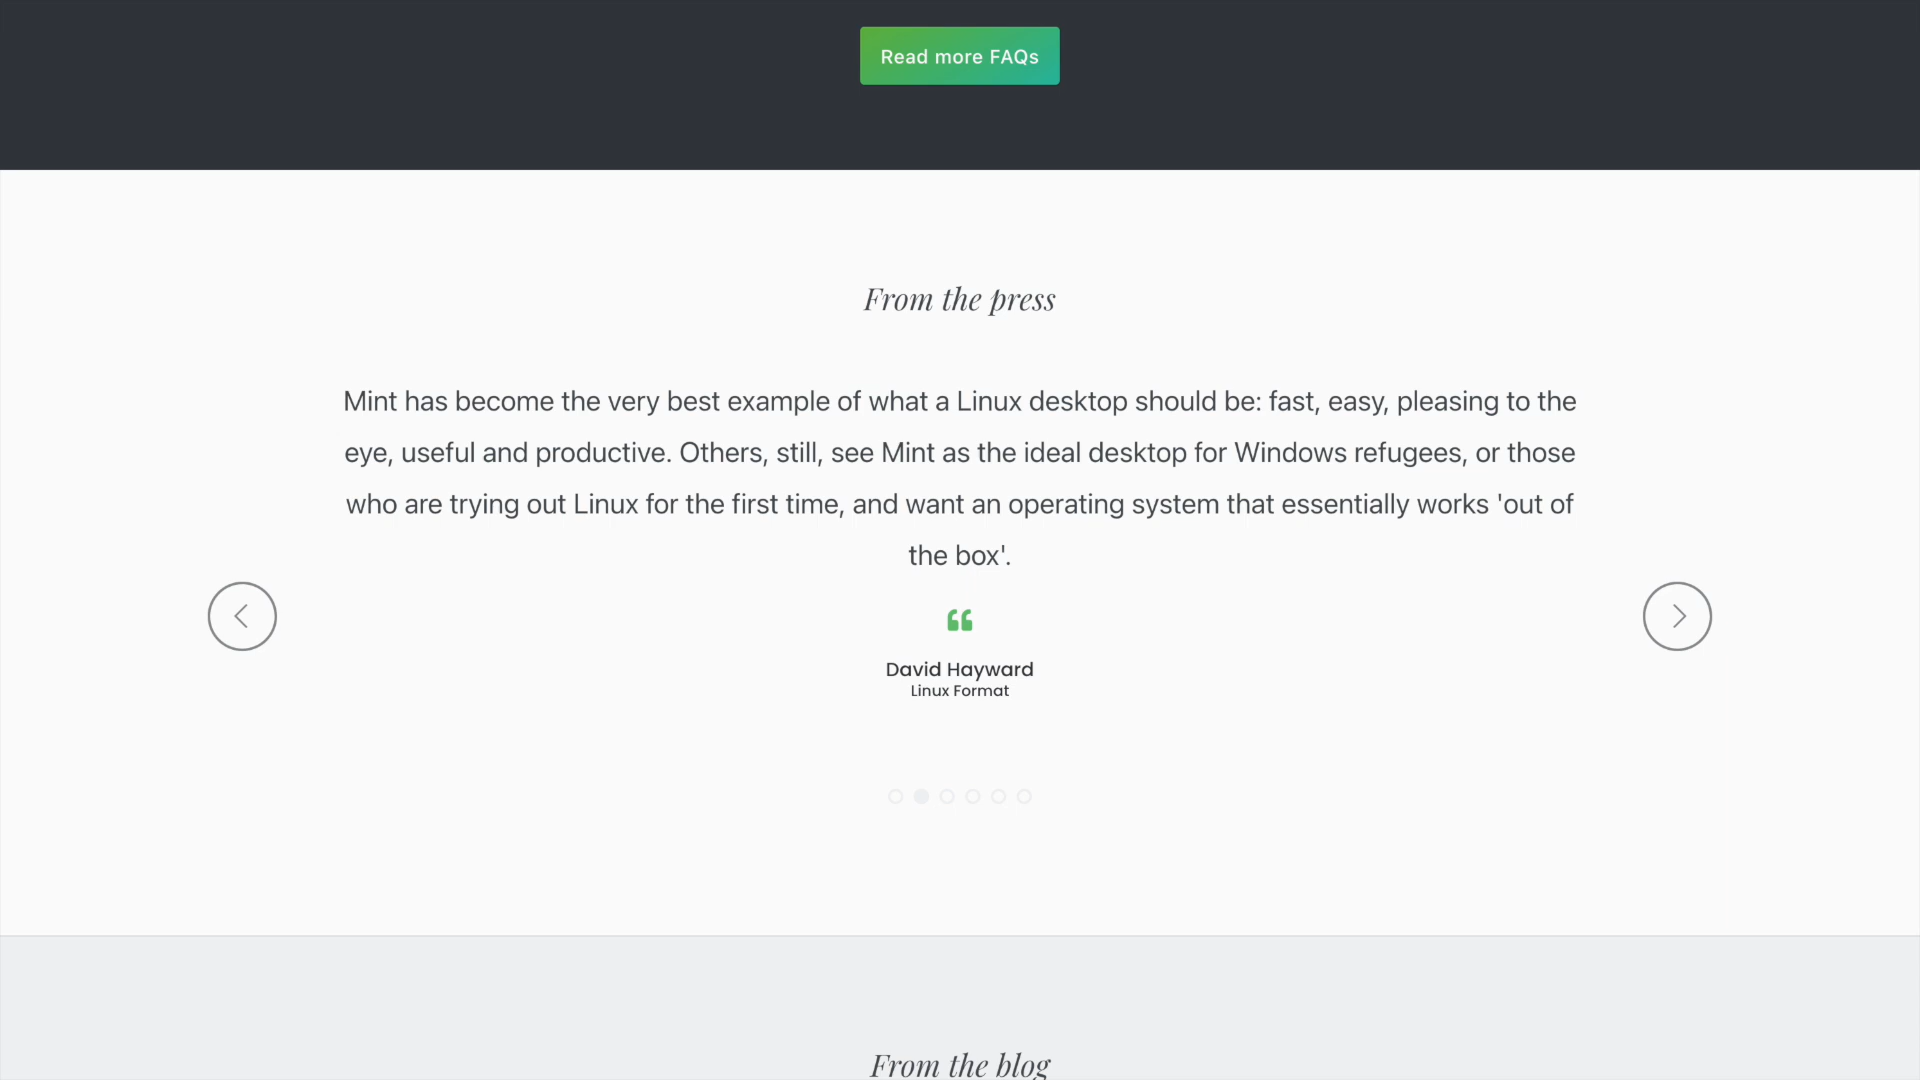 Read more FAQs
From the press
Mint has become the very best example of what a Linux desktop should be: fast, easy, pleasing to the
eye, useful and productive. Others, still, see Mint as the ideal desktop for Windows refugees, or those
who are trying out Linux for the first time, and want an operating system that essentially works 'out of
the box'.
David Hayward
Linux Format
From the blog